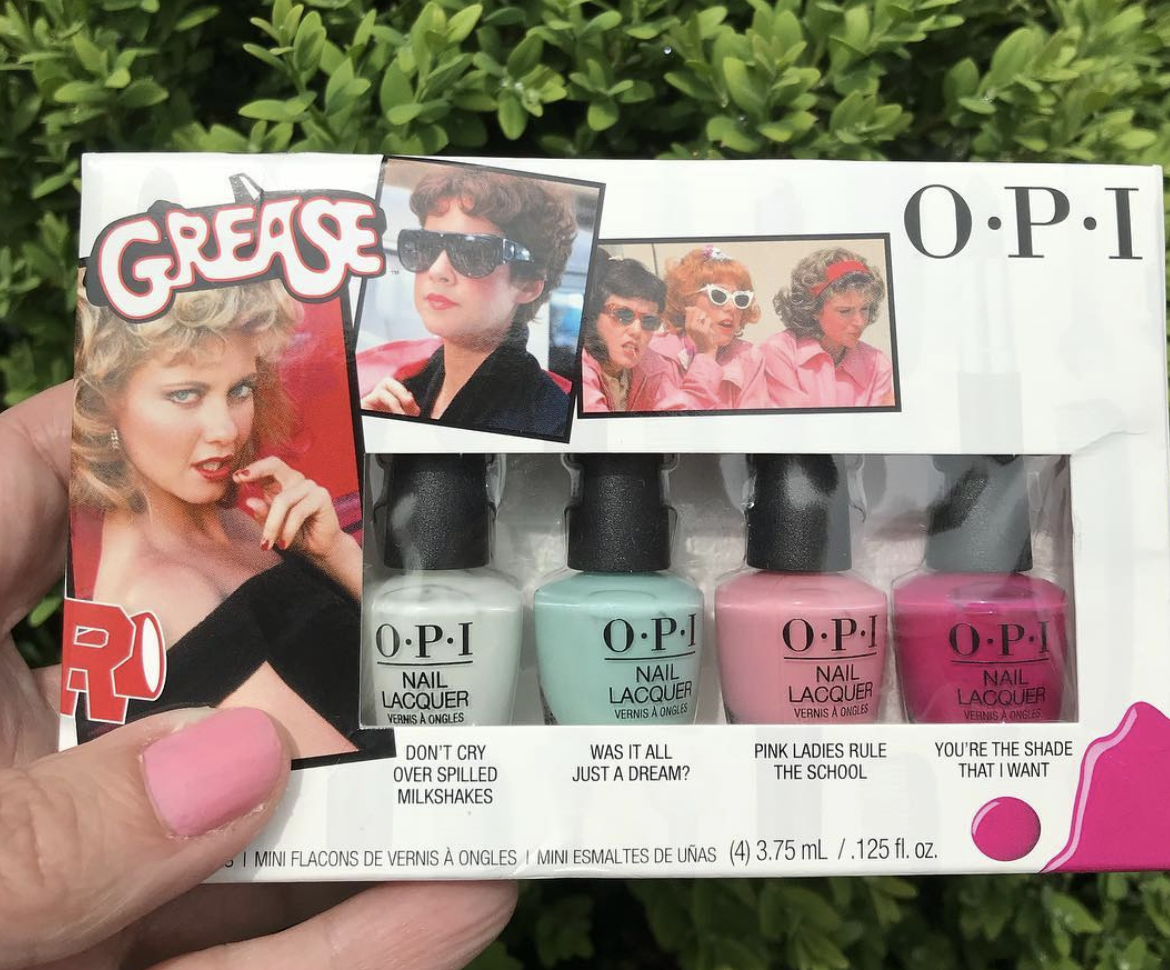 GREASE
TM
O·P·I
R
O·P·I
NAIL
LACQUER
VERNIS À ONGLES
O·P·I
NAIL
LACQUER
VERNIS À ONGLES
O·P·I
NAIL
LACQUER
VERNIS À ONGLES
O·P·I
NAIL
LACQUER
VERNIS À ONGLES
DON'T CRY
OVER SPILLED
MILKSHAKES
WAS IT ALL
JUST A DREAM?
PINK LADIES RULE
THE SCHOOL
YOU'RE THE SHADE
THAT I WANT
| MINI FLACONS DE VERNIS À ONGLES | MINI ESMALTES DE UÑAS (4) 3.75 mL / .125 fl. oz.